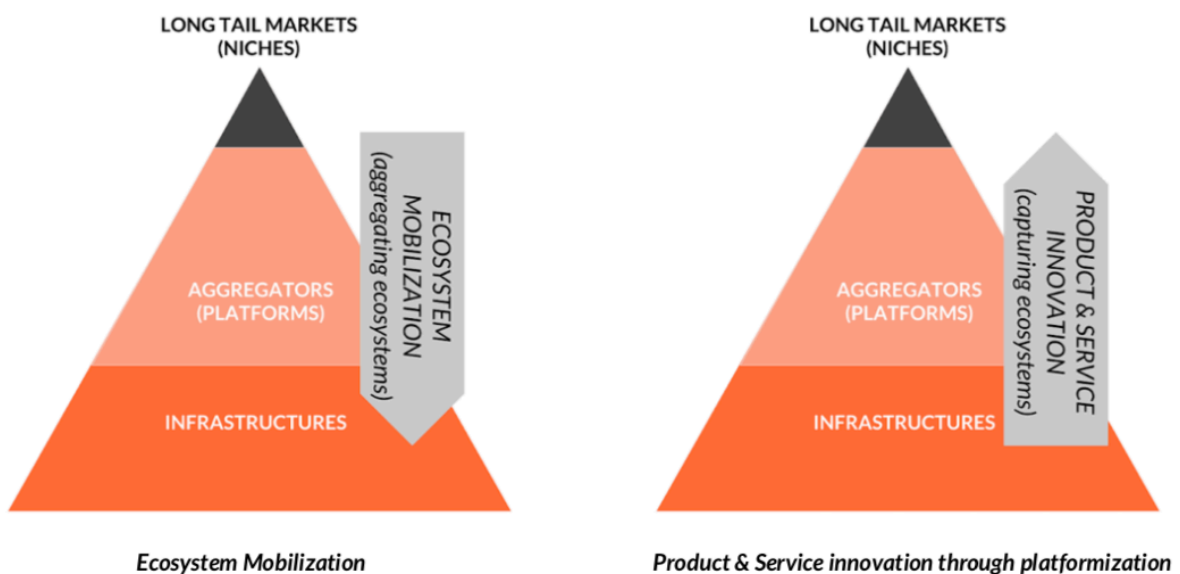 LONG TAIL MARKETS
(NICHES)
AGGREGATORS
(PLATFORMS)
INFRASTRUCTURES
ECOSYSTEM
MOBILIZATION
(aggregating ecosystems)
Ecosystem Mobilization
LONG TAIL MARKETS
(NICHES)
AGGREGATORS
(PLATFORMS)
INFRASTRUCTURES
PRODUCT & SERVICE
INNOVATION
(capturing ecosystems)
Product & Service innovation through platformization